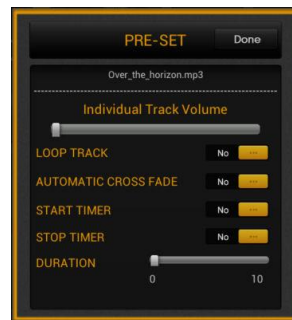 PRE-SET Done
Over_the_horizon.mp3
Individual Track Volume
LOOP TRACK No
AUTOMATIC CROSS FADE No
START TIMER No
STOP TIMER No
DURATION
0 10